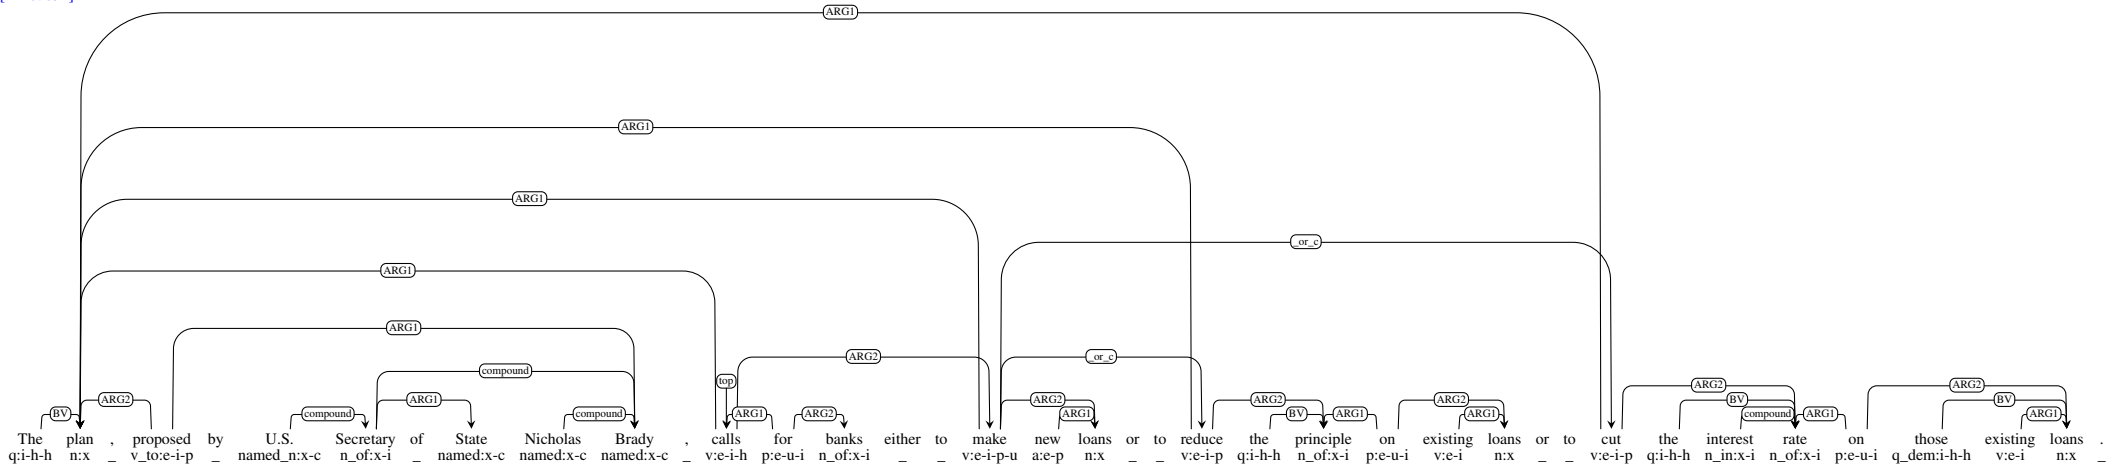 ARG1
ARG1
ARG1
_or_c
ARG1
ARG1
ARG2 _or_c
compound
top
ARG2 ARG2
BV ARG2 ARG1 ARG2 ARG2 ARG2 ARG2 BV BV
compound compound ARG1 ARG2 ARG1 BV ARG1 ARG1 compound ARG1 ARG1
The plan , proposed by U.S. Secretary of State Nicholas Brady , calls for banks either to make new loans or to reduce the principle on existing loans or to cut the interest rate on those existing loans .
q:i-h-h n:x _ v_to:e-i-p _ named_n:x-c n_of:x-i _ named:x-c named:x-c named:x-c _ v:e-i-h p:e-u-i n_of:x-i _ _ v:e-i-p-u a:e-p n:x _ _ v:e-i-p q:i-h-h n_of:x-i p:e-u-i v:e-i n:x _ _ v:e-i-p q:i-h-h n_in:x-i n_of:x-i p:e-u-i q_dem:i-h-h v:e-i n:x _